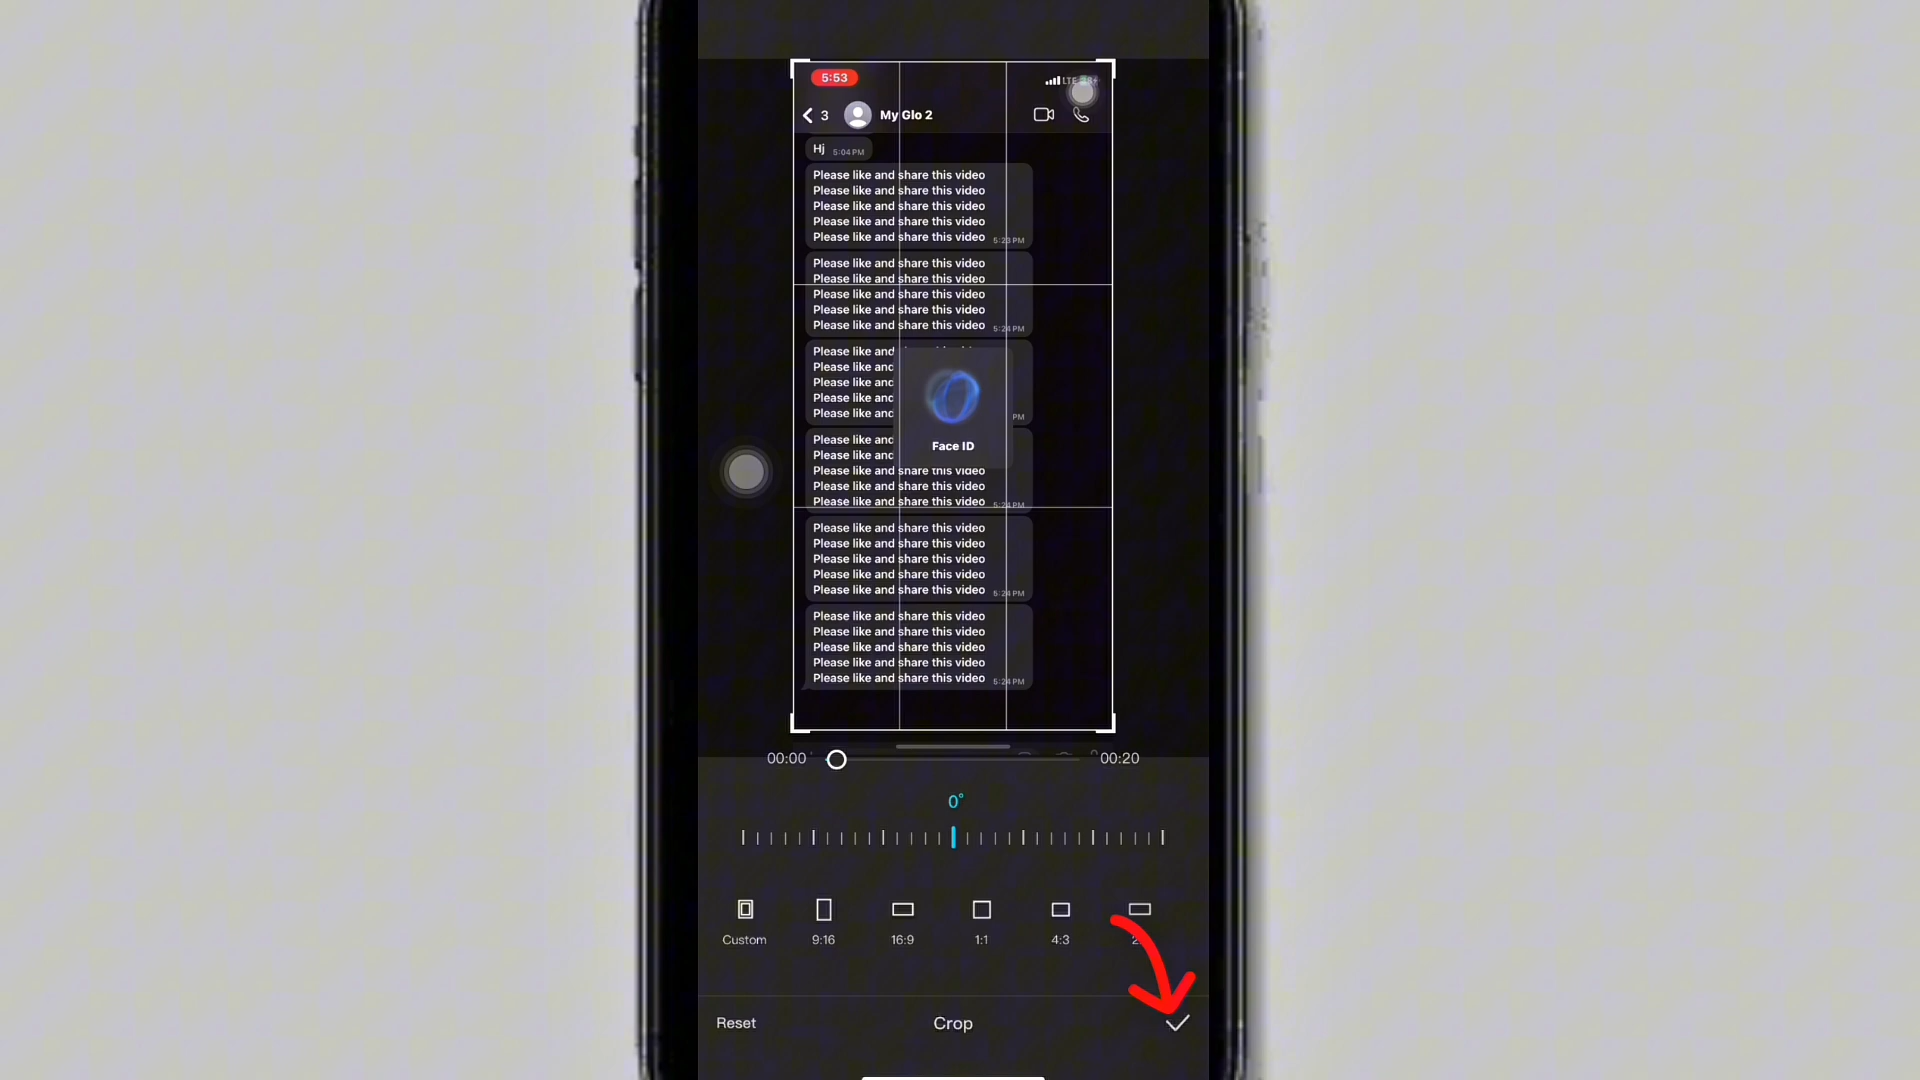 5:53
LTE
3
My Glo 2
Hj 5:04 PM
Please like and share this video
Please like and share this video
Please like and share this video
Please like and share this video
Please like and share this video 5:23 PM
Please like and share this video
Please like and share this video
Please like and share this video
Please like and share this video
Please like and share this video 5:24 PM
Please like and
Please like and
Please like and
Please like and
Please like and PM
Please like and
Please like and
Please like and share this video
Please like and share this video
Please like and share this video 5:24 PM
Face ID
Please like and share this video
Please like and share this video
Please like and share this video
Please like and share this video
Please like and share this video 5:24 PM
Please like and share this video
Please like and share this video
Please like and share this video
Please like and share this video
Please like and share this video 5:24 PM
00:00 00:20
0°
Custom 9:16 16:9 1:1 4:3
Reset Crop